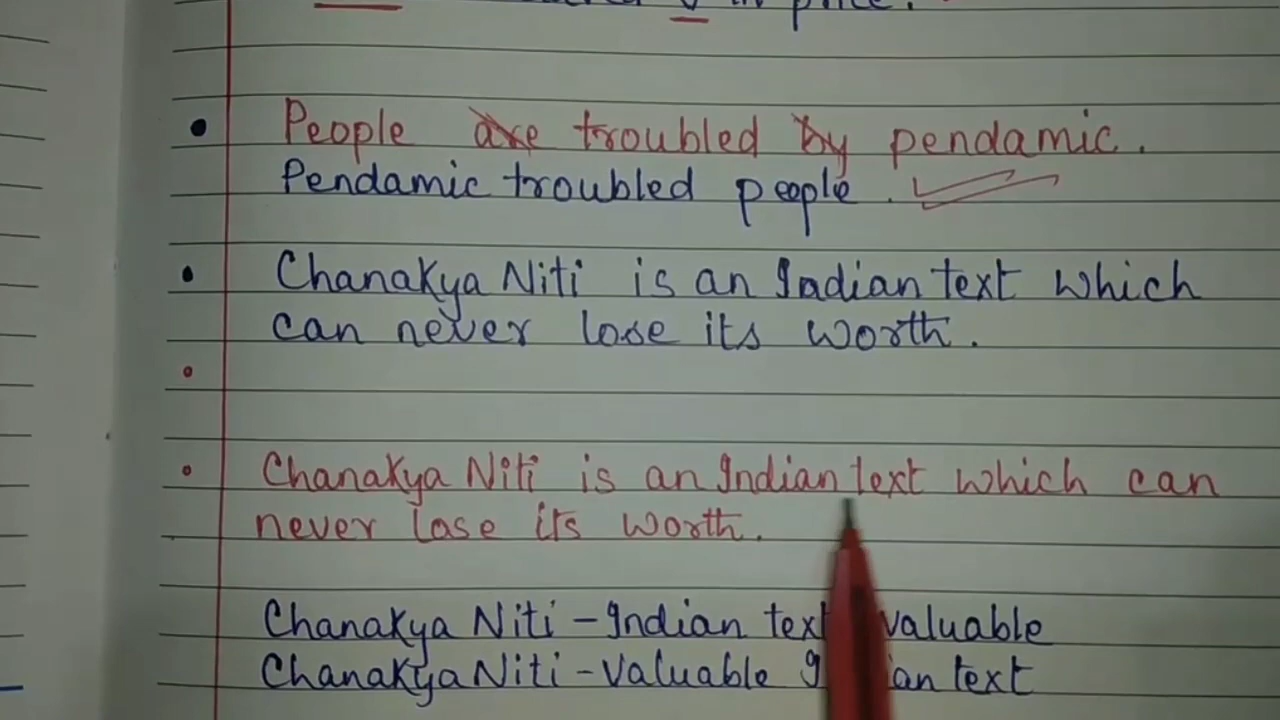 in price.
People are troubled by pendamic.
Pendamic troubled people.
Chanakya Niti is an Indian text which
can never lose its worth.
Chanakya Niti is an Indian text which can
never lose its worth.
Chanakya Niti - Indian text valuable
Chanakya Niti - Valuable text